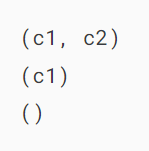 (c1, c2)
(c1)
()